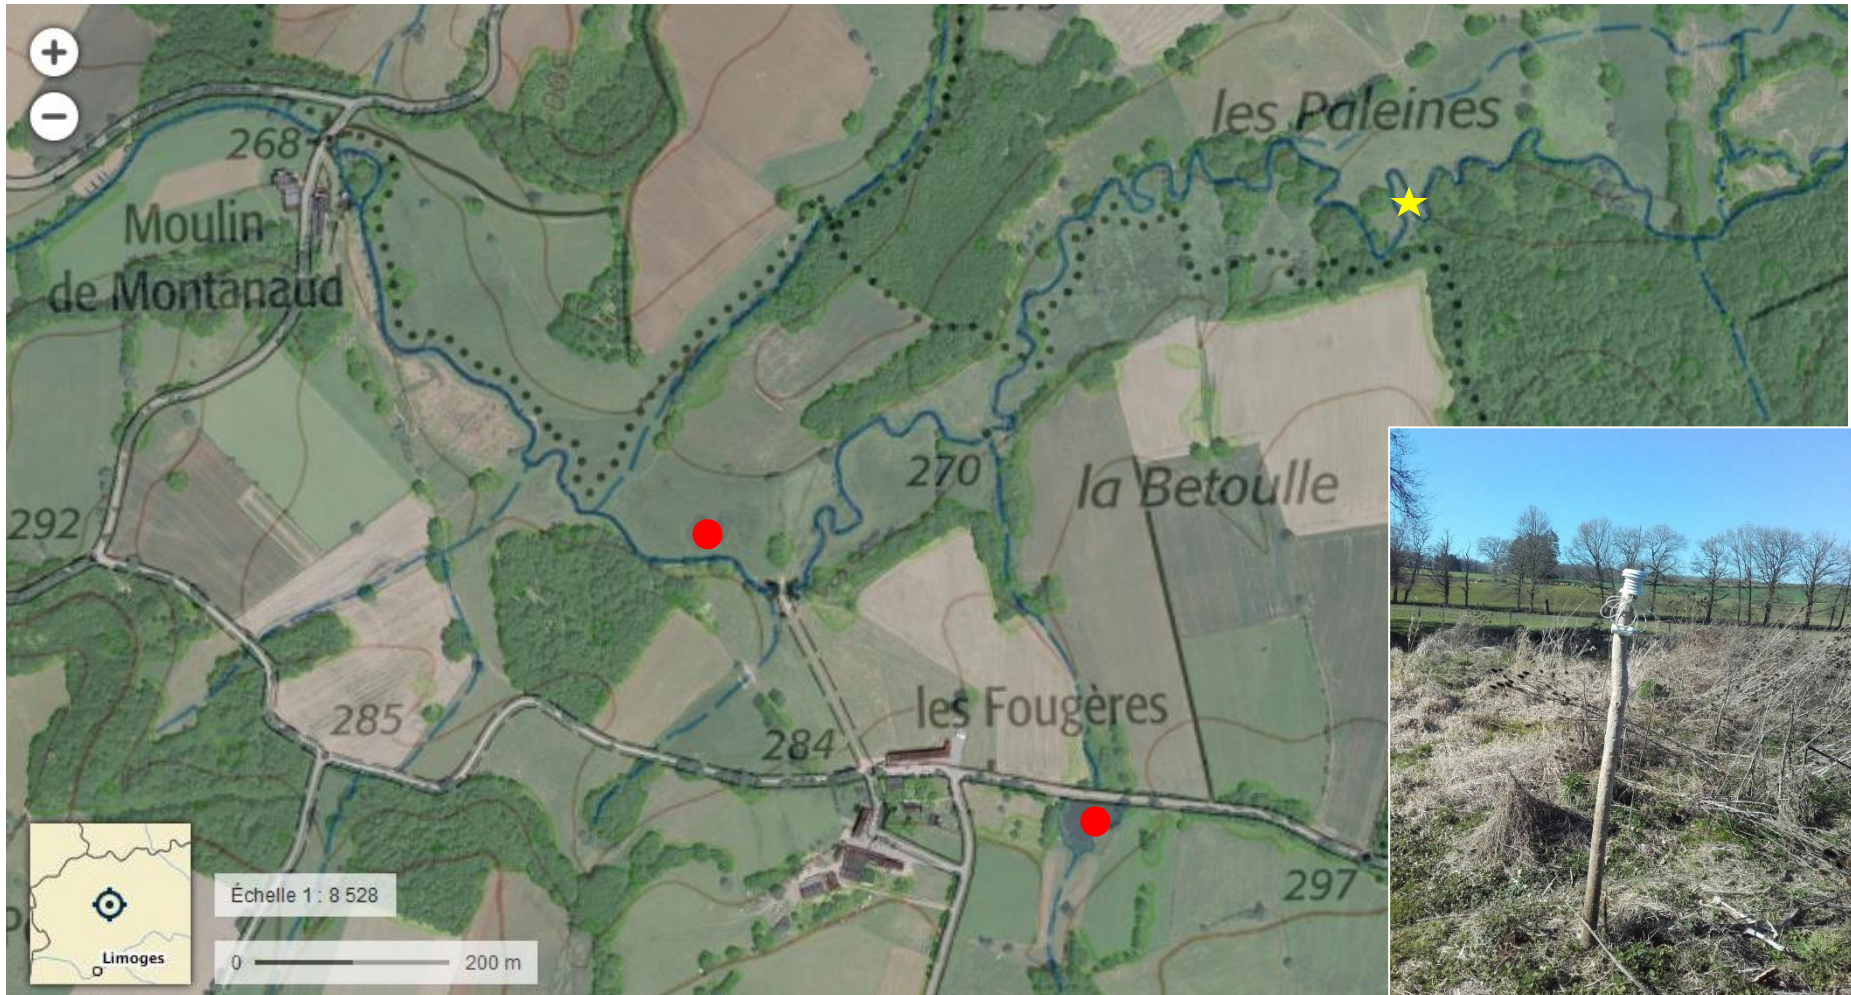 +
−
268
les Paleines
Moulin
de Montanaud
270
la Betoulle
292
285
284
les Fougères
297
Limoges
Échelle 1 : 8 528
0 200 m